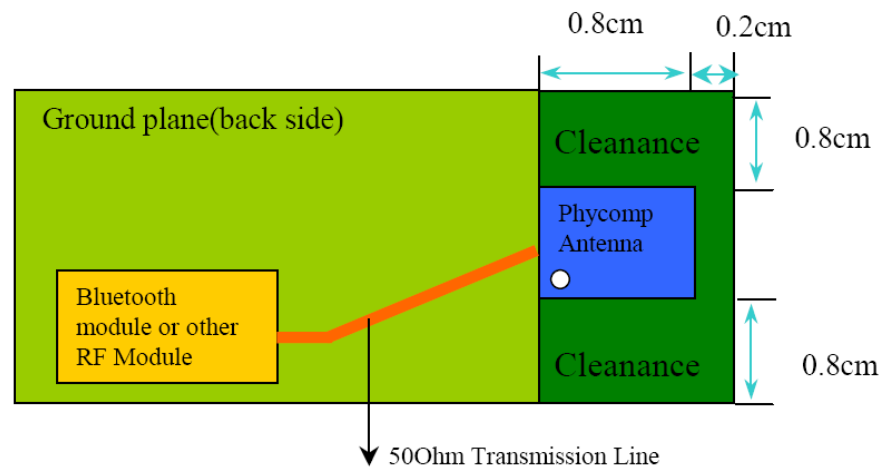 0.8cm
0.2cm
Ground plane(back side)
Cleanance
0.8cm
Phycomp
Antenna
Bluetooth
module or other
RF Module
Cleanance
0.8cm
50Ohm Transmission Line